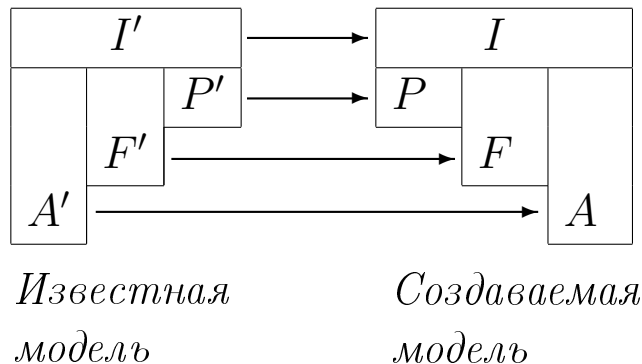 I′ I
P′ P
F′ F
A′ A
Известная Создаваемая
модель модель